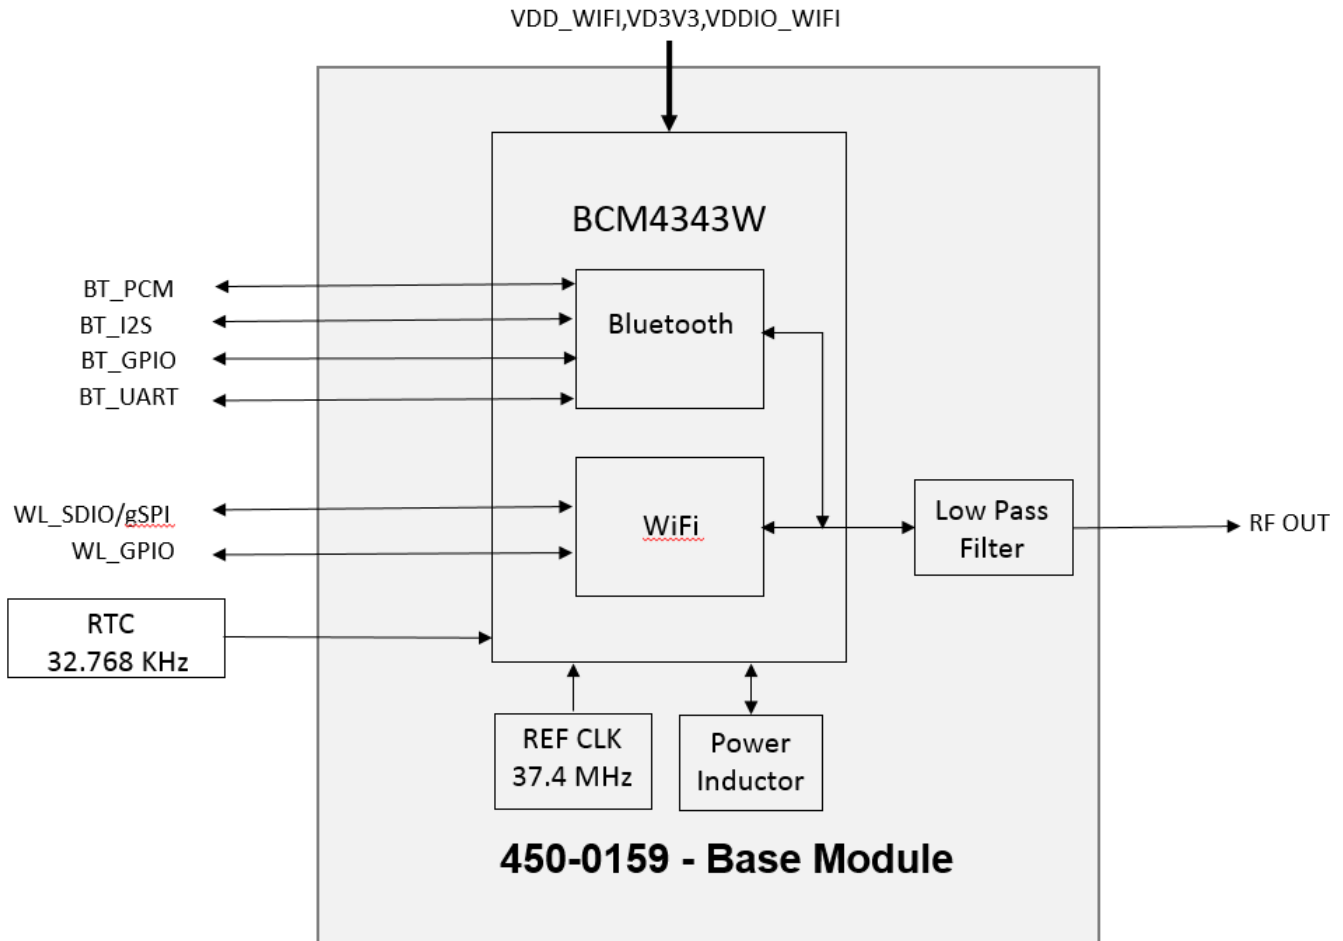 VDD_WIFI,VD3V3,VDDIO_WIFI
BCM4343W
BT_PCM
BT_I2S
BT_GPIO
BT_UART
Bluetooth
WL_SDIO/gSPI
WL_GPIO
WiFi
Low Pass
Filter
RF OUT
RTC
32.768 KHz
REF CLK
37.4 MHz
Power
Inductor
450-0159 - Base Module